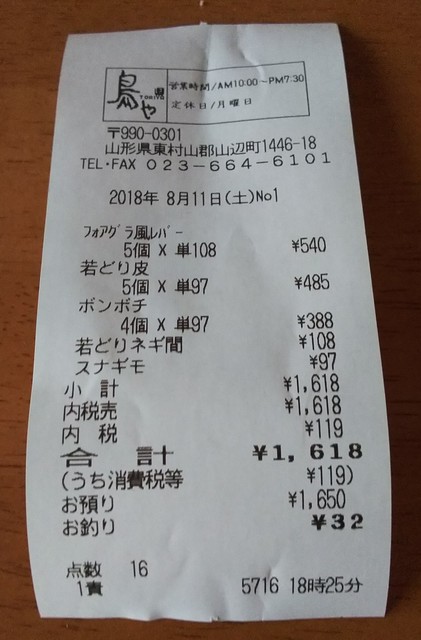 鳥や
TORIYA
営業時間/AM10:00~PM7:30
定休日/月曜日
〒990-0301
山形県東村山郡山辺町1446-18
TEL・FAX 023-664-6101
2018年 8月11日(土)No1
フォアグラ風レバー
5個 X 単108 ¥540
若どり皮
5個 X 単97 ¥485
ボンボチ
4個 X 単97 ¥388
若どりネギ間 ¥108
スナギモ ¥97
小 計 ¥1,618
内税売 ¥1,618
内 税 ¥119
合 計 ¥1,618
(うち消費税等 ¥119)
お預り ¥1,650
お釣り ¥32
点数 16
1責 5716 18時25分